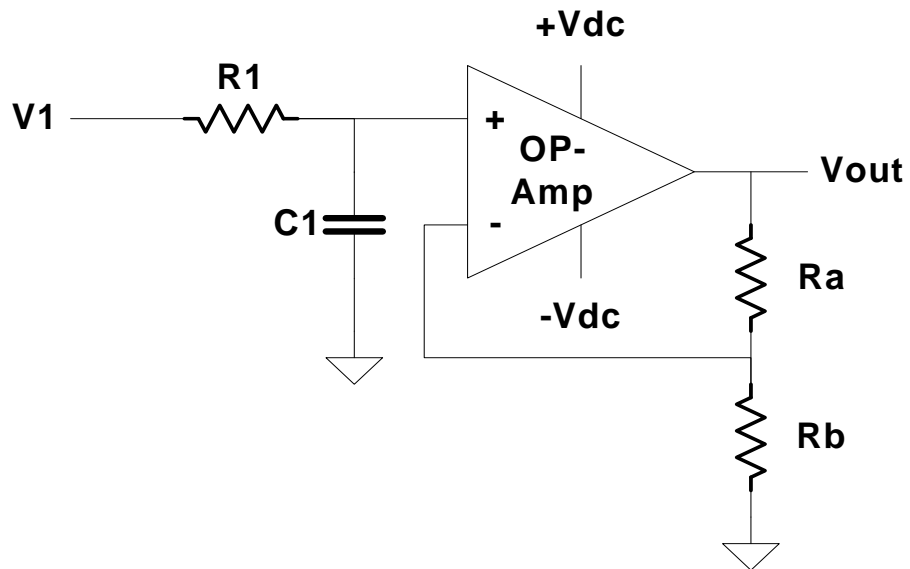 +Vdc
R1
V1
+
OP-
Amp
Vout
C1
-
Ra
-Vdc
Rb